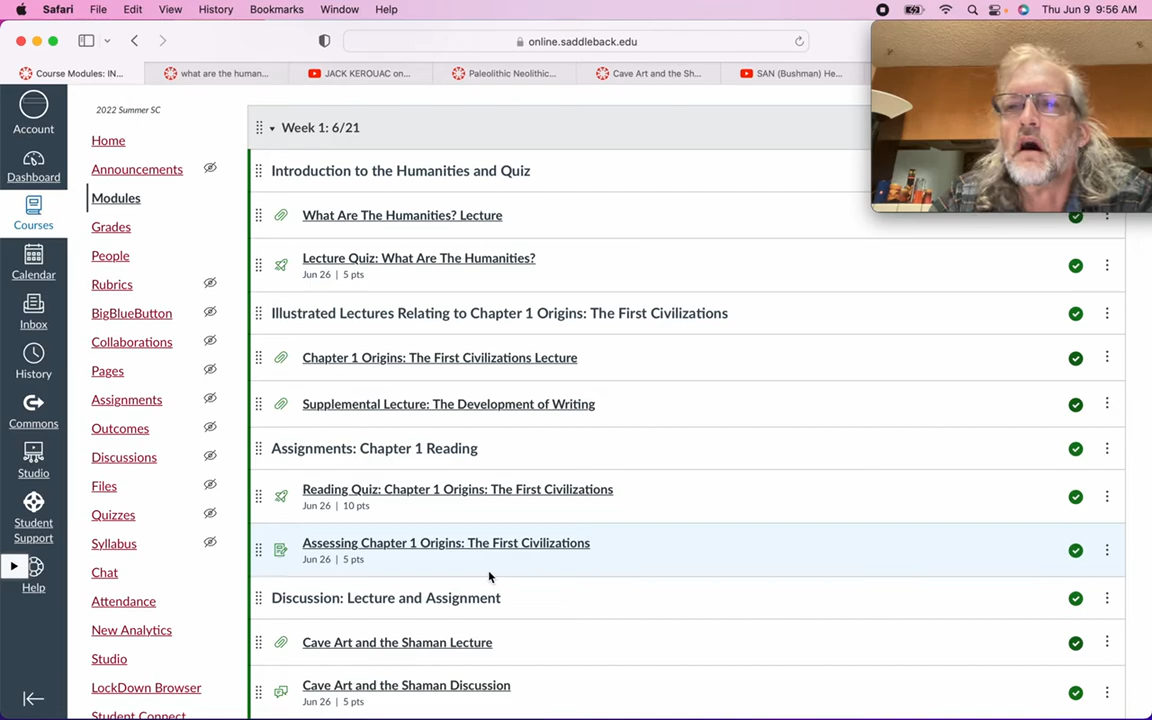 Safari File Edit View History Bookmarks Window Help Thu Jun 9 9:56 AM
online.saddleback.edu
Course Modules: IN...
what are the human...
JACK KEROUAC on...
Paleolithic Neolithic...
Cave Art and the Sh...
SAN (Bushman) He...
Account
Dashboard
Courses
Calendar
Inbox
History
Commons
Studio
Student
Support
Help
2022 Summer SC
Home
Announcements
Modules
Grades
People
Rubrics
BigBlueButton
Collaborations
Pages
Assignments
Outcomes
Discussions
Files
Quizzes
Syllabus
Chat
Attendance
New Analytics
Studio
LockDown Browser
Student Connect
Week 1: 6/21
Introduction to the Humanities and Quiz
What Are The Humanities? Lecture
Lecture Quiz: What Are The Humanities?
Jun 26 | 5 pts
Illustrated Lectures Relating to Chapter 1 Origins: The First Civilizations
Chapter 1 Origins: The First Civilizations Lecture
Supplemental Lecture: The Development of Writing
Assignments: Chapter 1 Reading
Reading Quiz: Chapter 1 Origins: The First Civilizations
Jun 26 | 10 pts
Assessing Chapter 1 Origins: The First Civilizations
Jun 26 | 5 pts
Discussion: Lecture and Assignment
Cave Art and the Shaman Lecture
Cave Art and the Shaman Discussion
Jun 26 | 5 pts